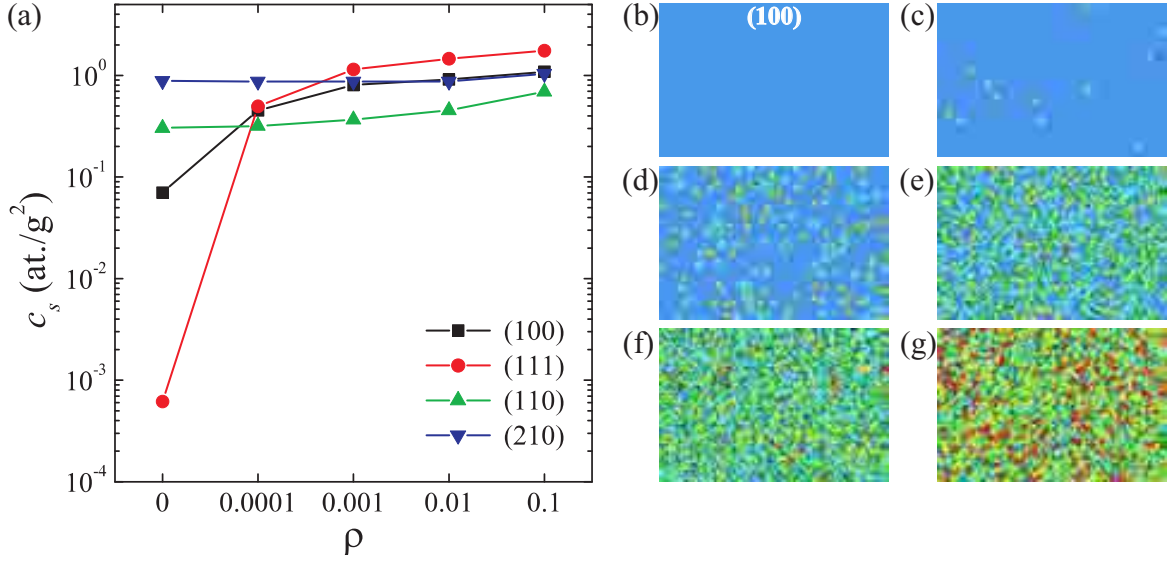 (a)
10^0
10^-1
10^-2
10^-3
10^-4
c_s (at./g^2)
0 0.0001 0.001 0.01 0.1
ρ
(100)
(111)
(110)
(210)
(b) (100) (c)
(d) (e)
(f) (g)